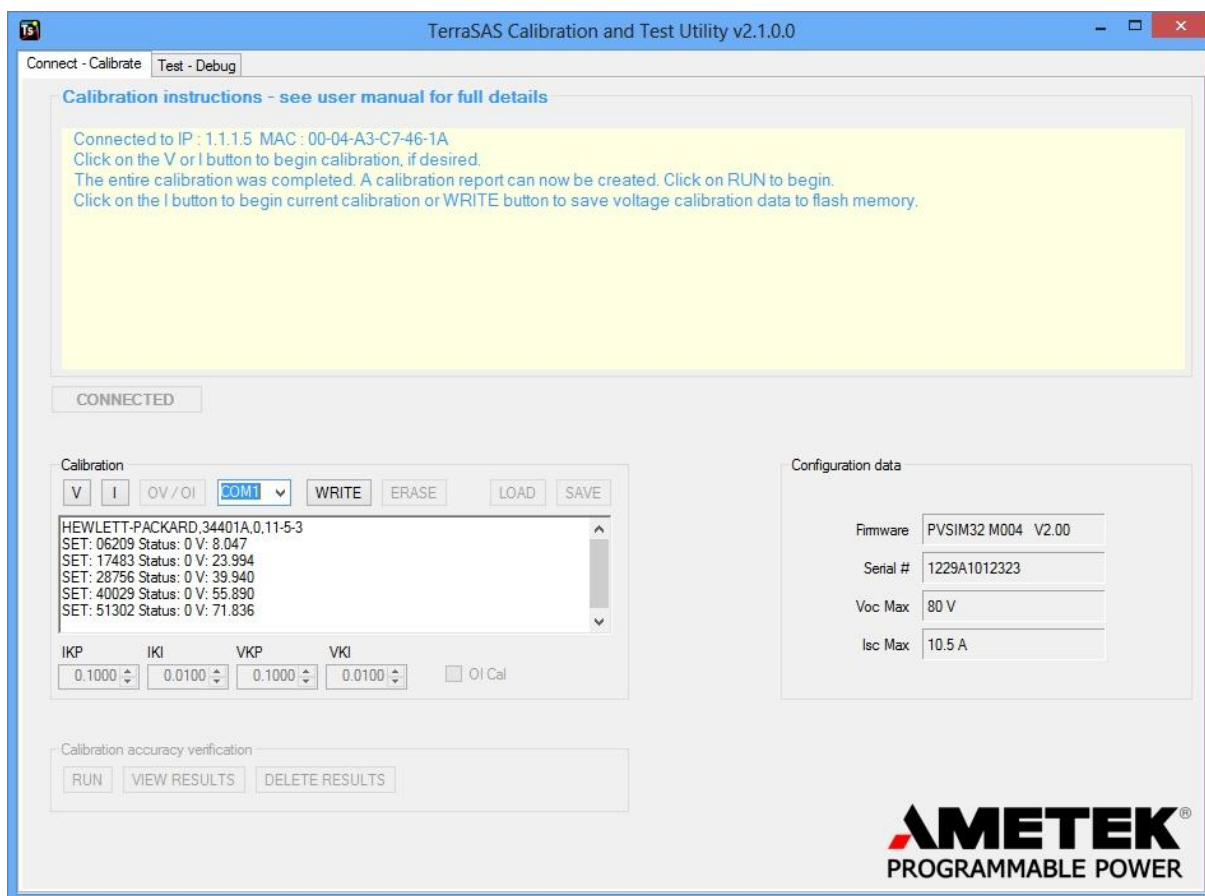 TS
TerraSAS Calibration and Test Utility v2.1.0.0
Connect - Calibrate
Test - Debug
Calibration instructions - see user manual for full details
Connected to IP : 1.1.1.5 MAC : 00-04-A3-C7-46-1A
Click on the V or I button to begin calibration, if desired.
The entire calibration was completed. A calibration report can now be created. Click on RUN to begin.
Click on the I button to begin current calibration or WRITE button to save voltage calibration data to flash memory.
CONNECTED
Calibration
V I OV / OI COM1 WRITE ERASE LOAD SAVE
HEWLETT-PACKARD,34401A,0,11-5-3
SET: 06209 Status: 0 V: 8.047
SET: 17483 Status: 0 V: 23.994
SET: 28756 Status: 0 V: 39.940
SET: 40029 Status: 0 V: 55.890
SET: 51302 Status: 0 V: 71.836
IKP IKI VKP VKI
0.1000 0.0100 0.1000 0.0100 OI Cal
Configuration data
Firmware PVSIM32 M004 V2.00
Serial # 1229A1012323
Voc Max 80 V
Isc Max 10.5 A
Calibration accuracy verification
RUN VIEW RESULTS DELETE RESULTS
AMETEK®
PROGRAMMABLE POWER